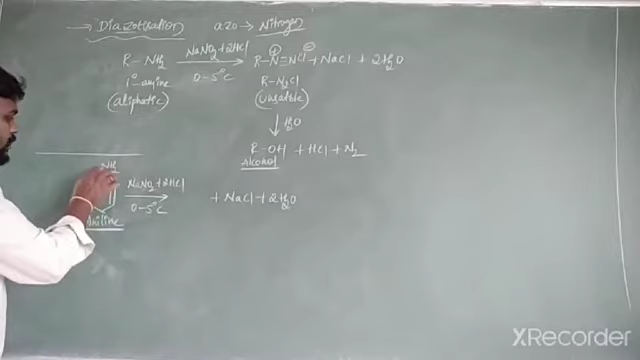 → Diazotisation azo → Nitrogen
R-NH₂ NaNO₂+2HCl → R-N⊕≡NCl⊖ + NaCl + 2H₂O
0-5°C
1° amine R-N₂Cl
(aliphatic) (unstable)
↓ H₂O
R-OH + HCl + N₂
Alcohol
NH₂
NaNO₂+2HCl → + NaCl + 2H₂O
0-5°C
Aniline
XRecorder